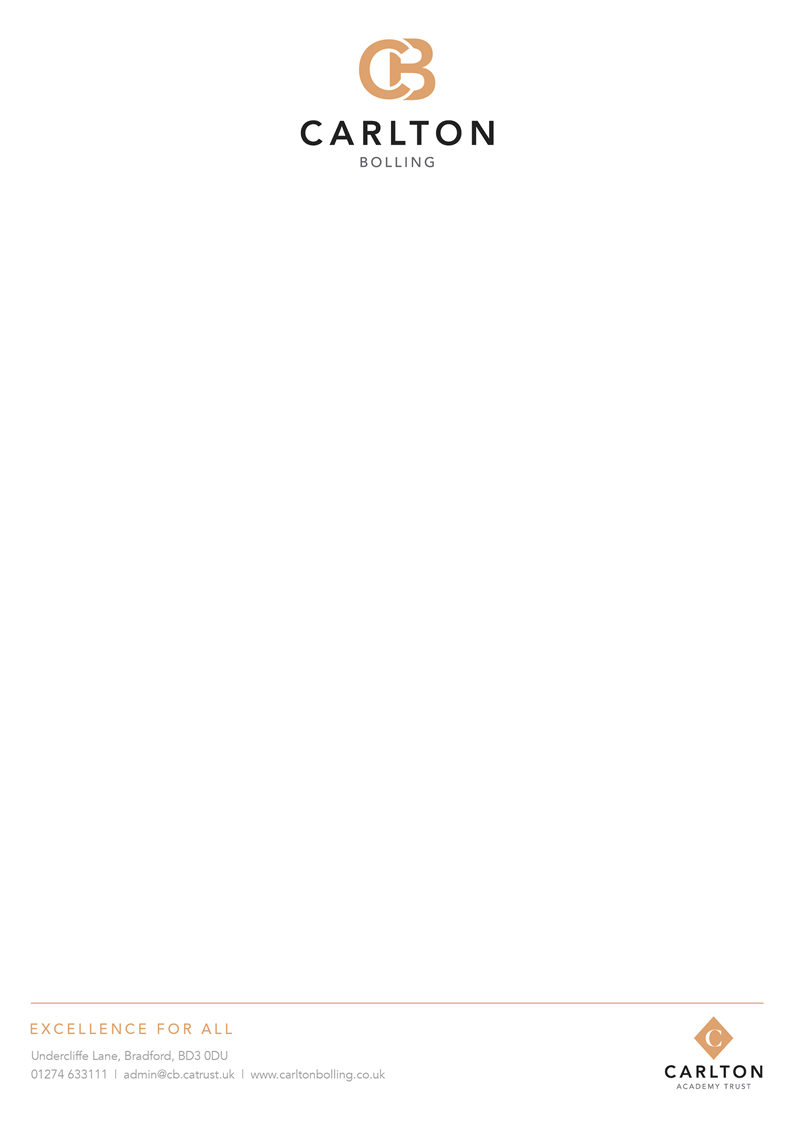 CB
CARLTON
BOLLING
EXCELLENCE FOR ALL
Undercliffe Lane, Bradford, BD3 0DU
01274 633111 | admin@cb.catrust.uk | www.carltonbolling.co.uk
C
CARLTON
ACADEMY TRUST